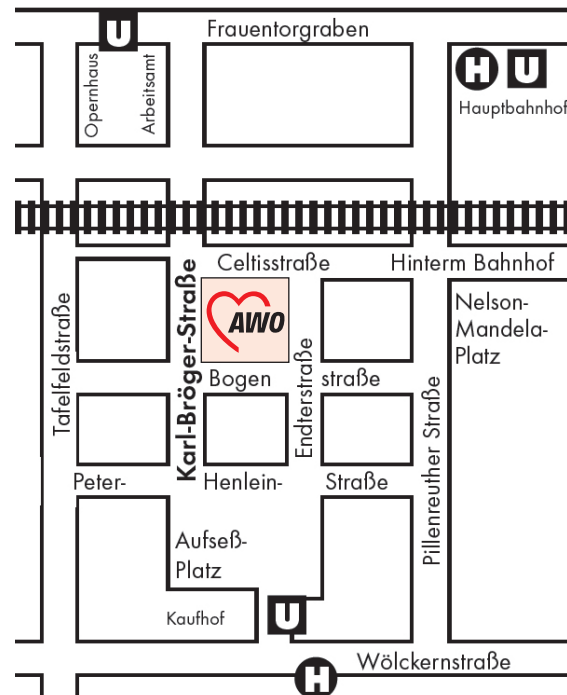 U
Frauentorgraben
Opernhaus
Arbeitsamt
H U
Hauptbahnhof
Celtisstraße
Hinterm Bahnhof
Tafelfeldstraße
Karl-Bröger-Straße
AWO
Endterstraße
Nelson-
Mandela-
Platz
Bogen straße
Pillenreuther Straße
Peter- Henlein- Straße
Aufseß-
Platz
Kaufhof
U
Wölckernstraße
H